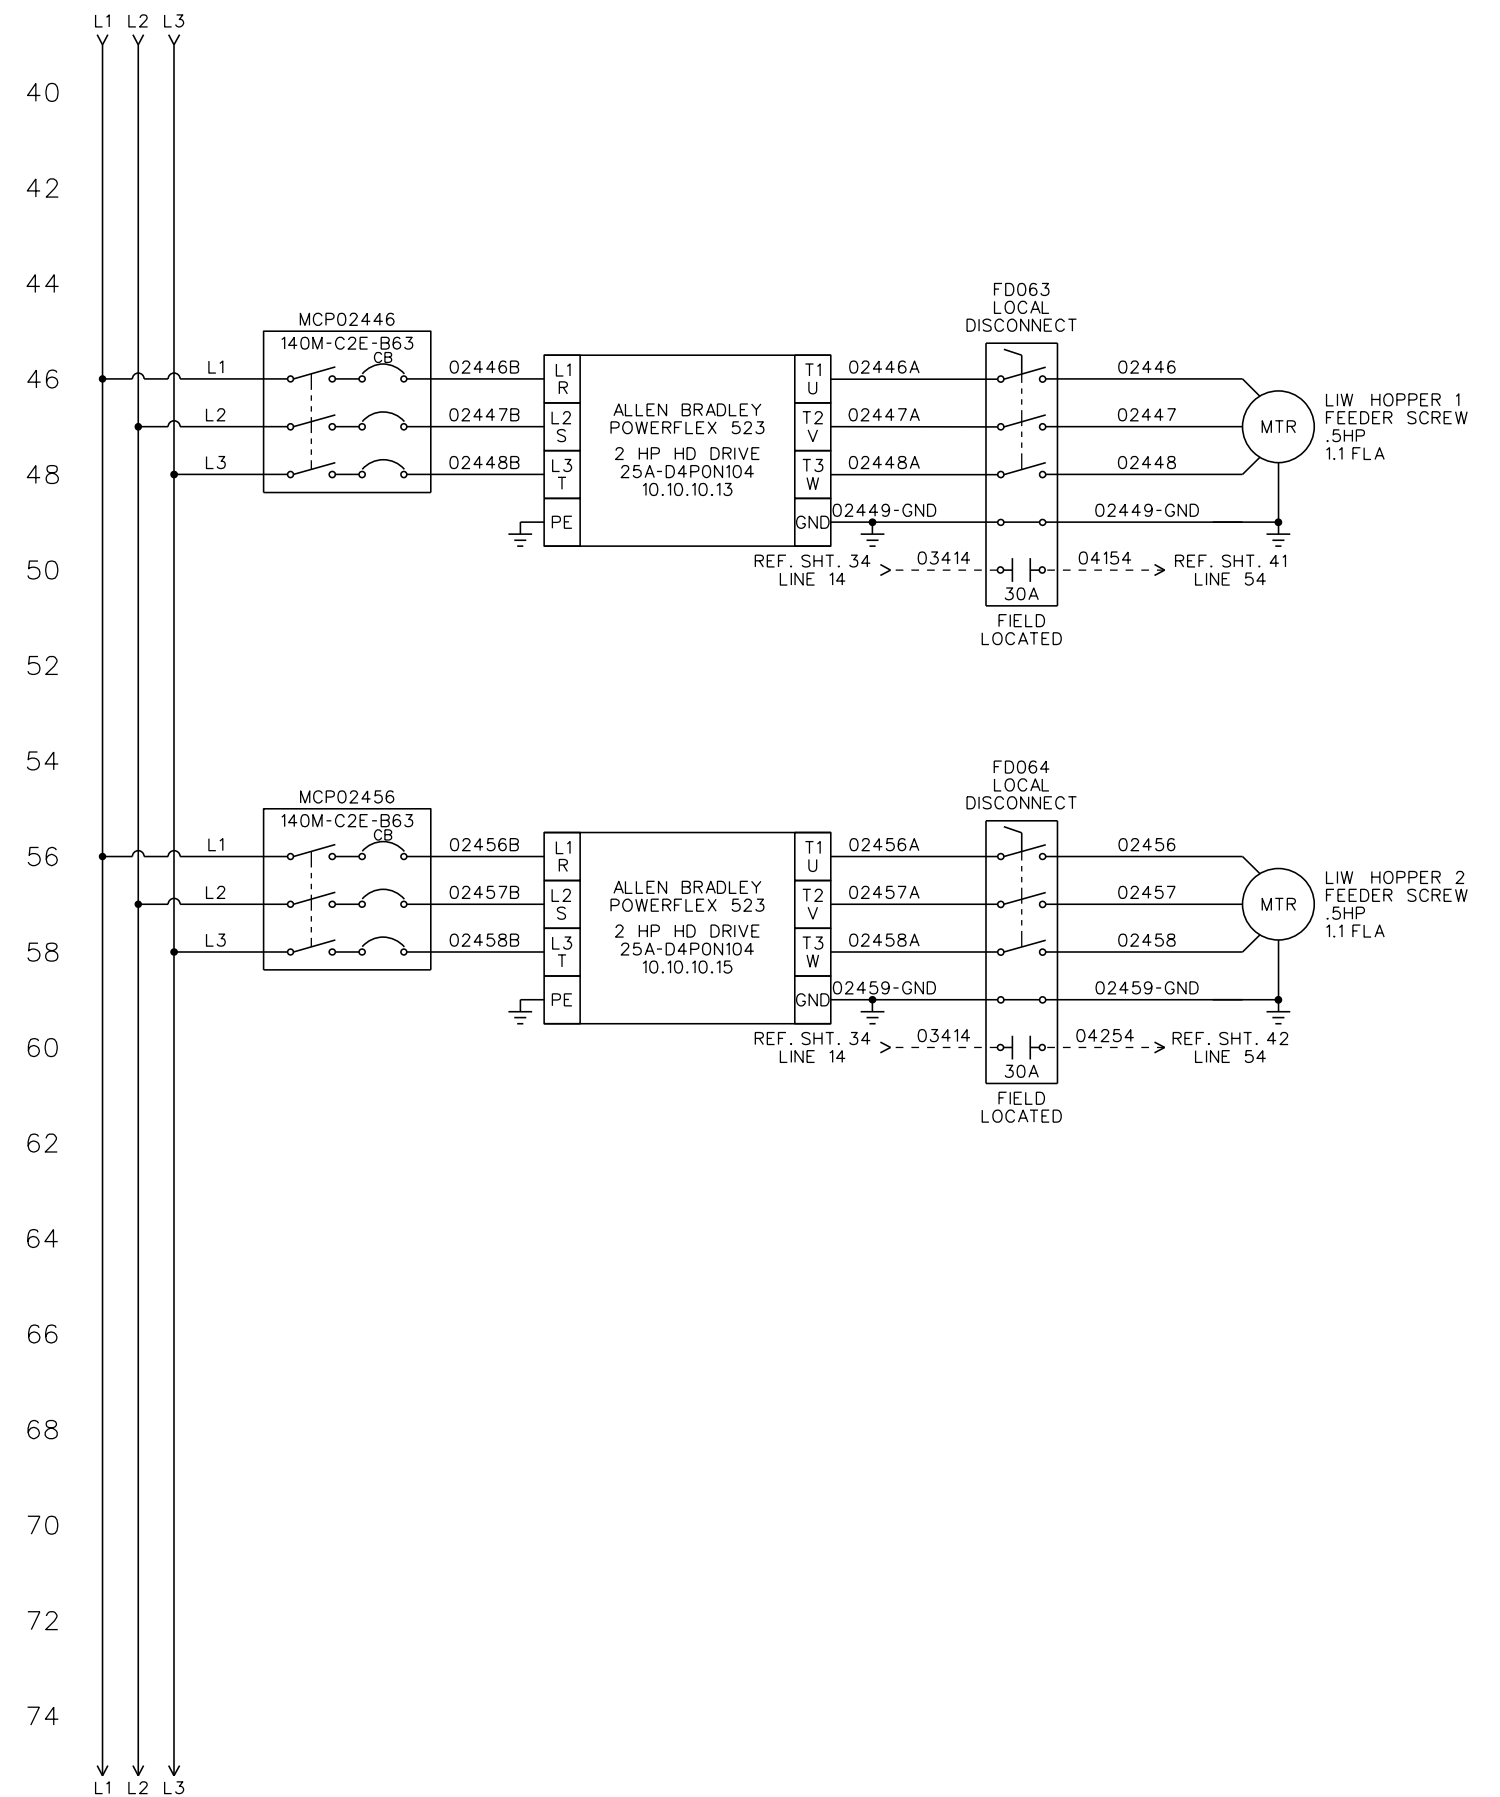 L1 L2 L3
40
42
44
FD063
LOCAL
DISCONNECT
MCP02446
140M-C2E-B63
CB
46
L1
02446B
L1
R
T1
U
02446A
02446
L2
02447B
L2
S
ALLEN BRADLEY
POWERFLEX 523
2 HP HD DRIVE
25A-D4P0N104
10.10.10.13
T2
V
02447A
02447
MTR
LIW HOPPER 1
FEEDER SCREW
.5HP
1.1 FLA
48
L3
02448B
L3
T
T3
W
02448A
02448
PE
GND
02449-GND
02449-GND
50
REF. SHT. 34
LINE 14
03414
04154
REF. SHT. 41
LINE 54
30A
FIELD
LOCATED
52
54
FD064
LOCAL
DISCONNECT
MCP02456
140M-C2E-B63
CB
56
L1
02456B
L1
R
T1
U
02456A
02456
L2
02457B
L2
S
ALLEN BRADLEY
POWERFLEX 523
2 HP HD DRIVE
25A-D4P0N104
10.10.10.15
T2
V
02457A
02457
MTR
LIW HOPPER 2
FEEDER SCREW
.5HP
1.1 FLA
58
L3
02458B
L3
T
T3
W
02458A
02458
PE
GND
02459-GND
02459-GND
60
REF. SHT. 34
LINE 14
03414
04254
REF. SHT. 42
LINE 54
30A
FIELD
LOCATED
62
64
66
68
70
72
74
L1 L2 L3